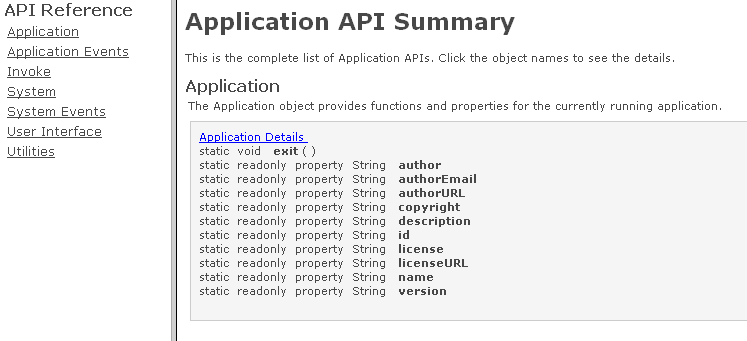 API Reference
Application
Application Events
Invoke
System
System Events
User Interface
Utilities
Application API Summary
This is the complete list of Application APIs. Click the object names to see the details.
Application
The Application object provides functions and properties for the currently running application.
Application Details
static void exit ( )
static readonly property String author
static readonly property String authorEmail
static readonly property String authorURL
static readonly property String copyright
static readonly property String description
static readonly property String id
static readonly property String license
static readonly property String licenseURL
static readonly property String name
static readonly property String version